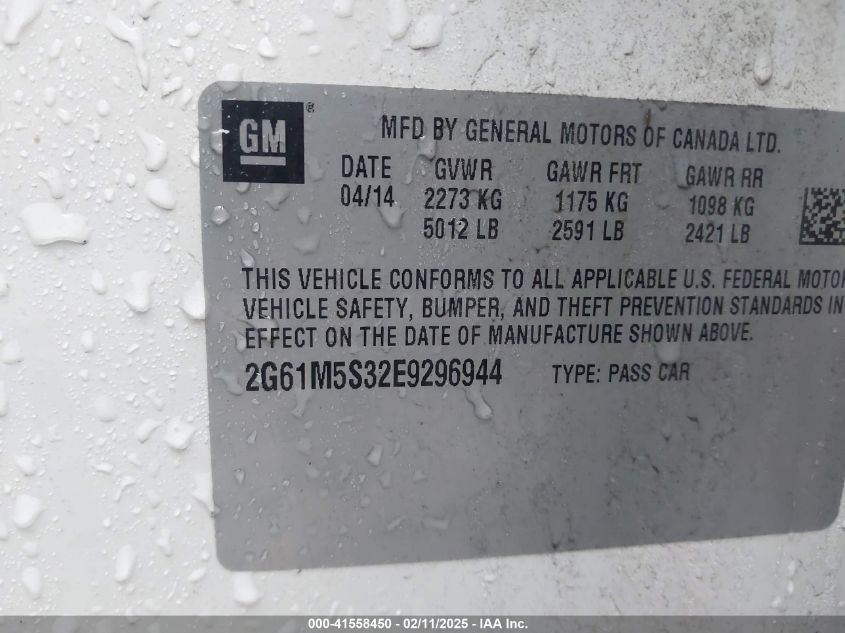 GM ®
MFD BY GENERAL MOTORS OF CANADA LTD.
DATE GVWR GAWR FRT GAWR RR
04/14 2273 KG 1175 KG 1098 KG
5012 LB 2591 LB 2421 LB
THIS VEHICLE CONFORMS TO ALL APPLICABLE U.S. FEDERAL MOTOR
VEHICLE SAFETY, BUMPER, AND THEFT PREVENTION STANDARDS IN
EFFECT ON THE DATE OF MANUFACTURE SHOWN ABOVE.
2G61M5S32E9296944 TYPE: PASS CAR
000-41558450 - 02/11/2025 - IAA Inc.